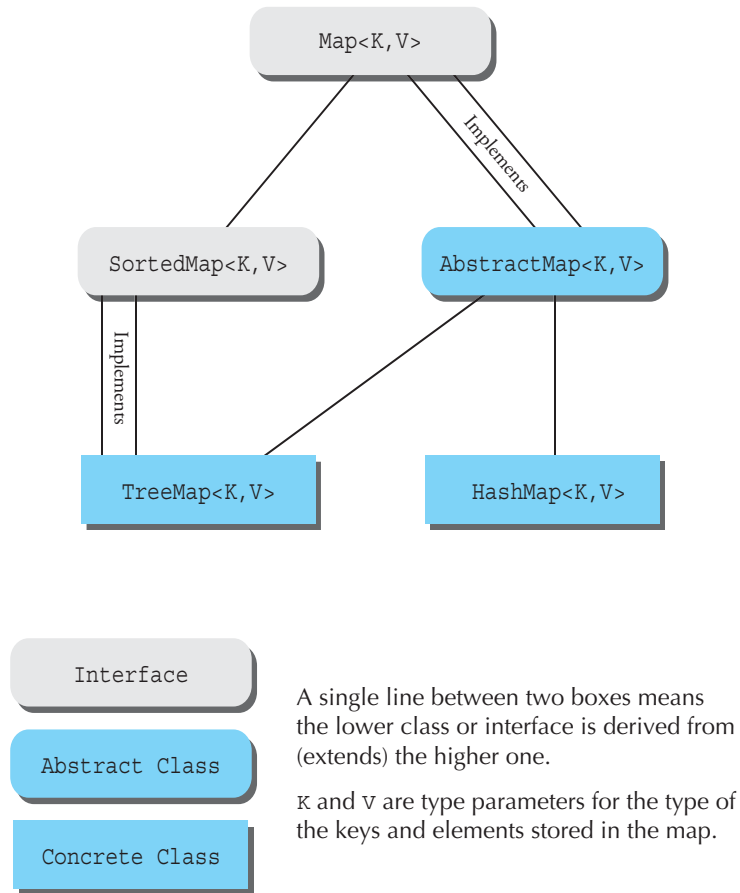 Map<K,V>
Implements
SortedMap<K,V>
AbstractMap<K,V>
Implements
TreeMap<K,V>
HashMap<K,V>
Interface
Abstract Class
Concrete Class
A single line between two boxes means
the lower class or interface is derived from
(extends) the higher one.
K and V are type parameters for the type of
the keys and elements stored in the map.